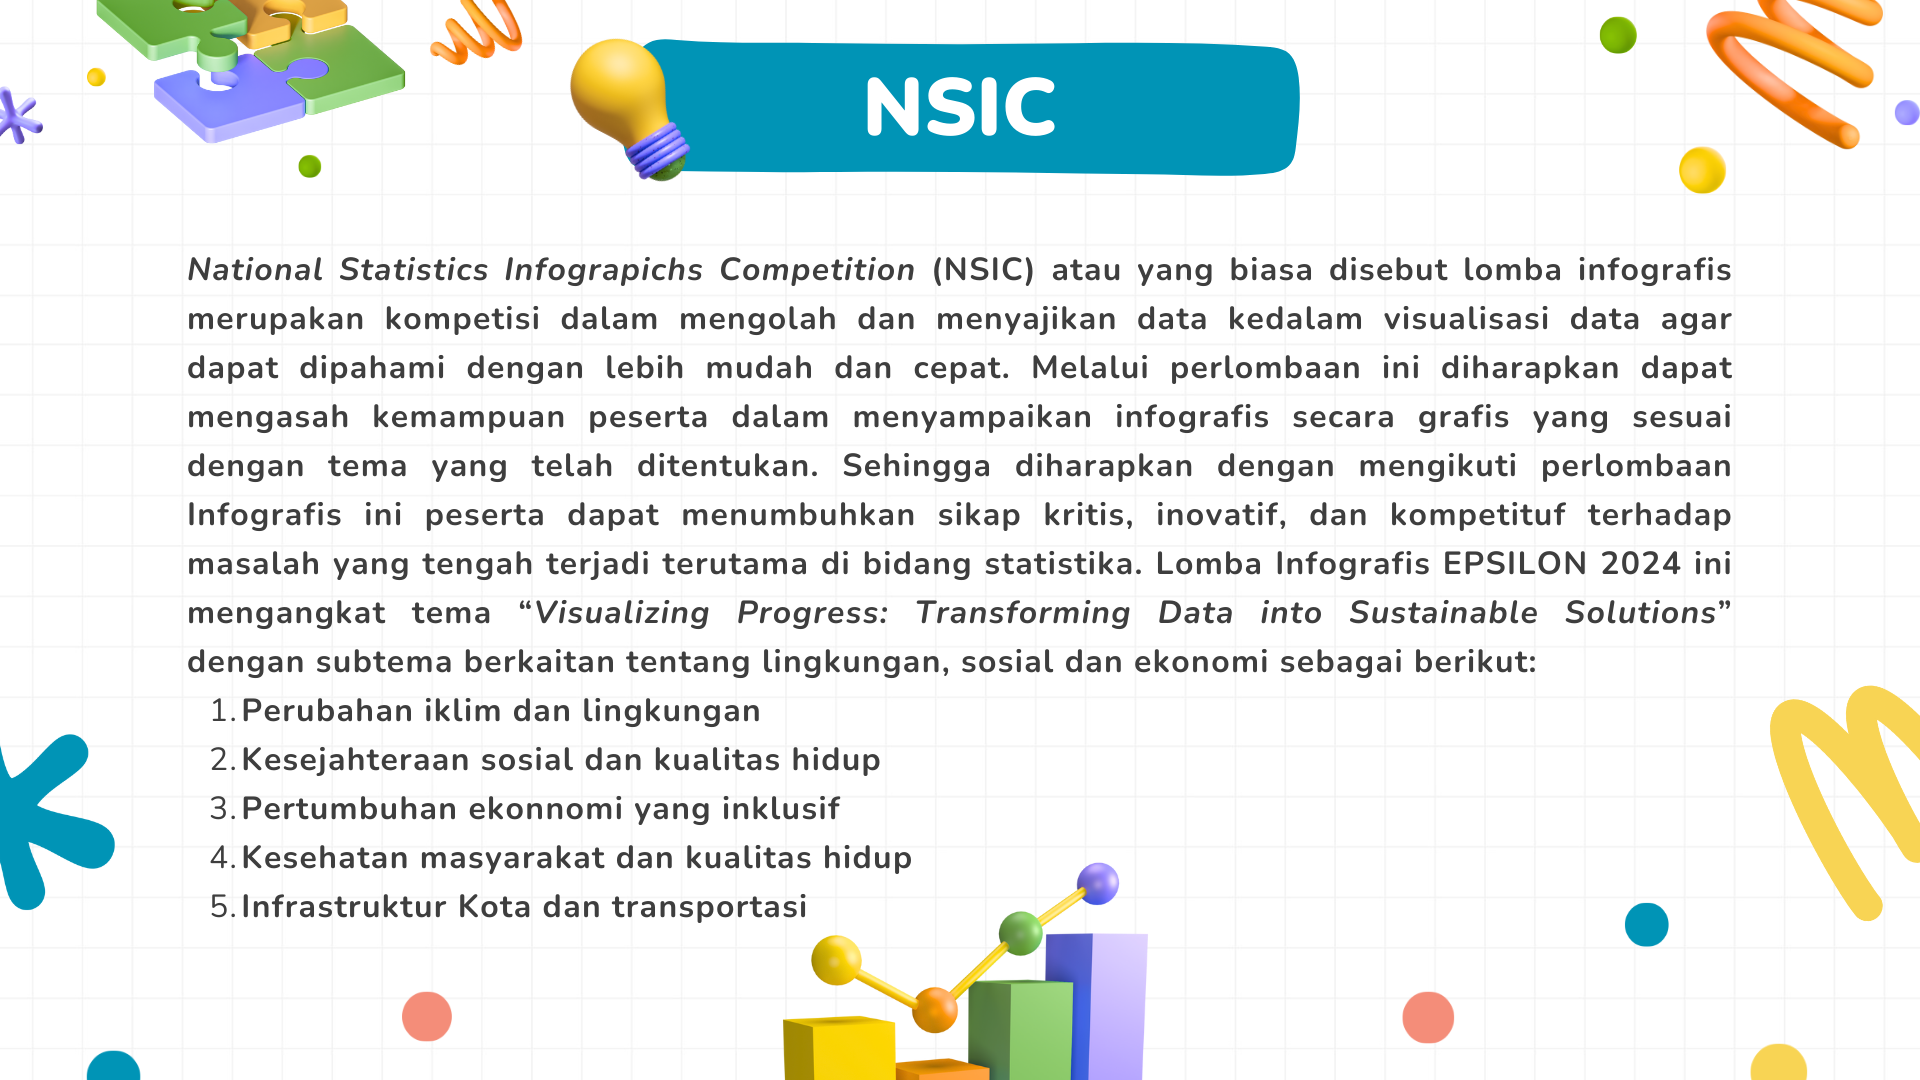 NSIC
National Statistics Infograpichs Competition (NSIC) atau yang biasa disebut lomba infografis
merupakan kompetisi dalam mengolah dan menyajikan data kedalam visualisasi data agar
dapat dipahami dengan lebih mudah dan cepat. Melalui perlombaan ini diharapkan dapat
mengasah kemampuan peserta dalam menyampaikan infografis secara grafis yang sesuai
dengan tema yang telah ditentukan. Sehingga diharapkan dengan mengikuti perlombaan
Infografis ini peserta dapat menumbuhkan sikap kritis, inovatif, dan kompetituf terhadap
masalah yang tengah terjadi terutama di bidang statistika. Lomba Infografis EPSILON 2024 ini
mengangkat tema “Visualizing Progress: Transforming Data into Sustainable Solutions”
dengan subtema berkaitan tentang lingkungan, sosial dan ekonomi sebagai berikut:
1. Perubahan iklim dan lingkungan
2. Kesejahteraan sosial dan kualitas hidup
3. Pertumbuhan ekonnomi yang inklusif
4. Kesehatan masyarakat dan kualitas hidup
5. Infrastruktur Kota dan transportasi